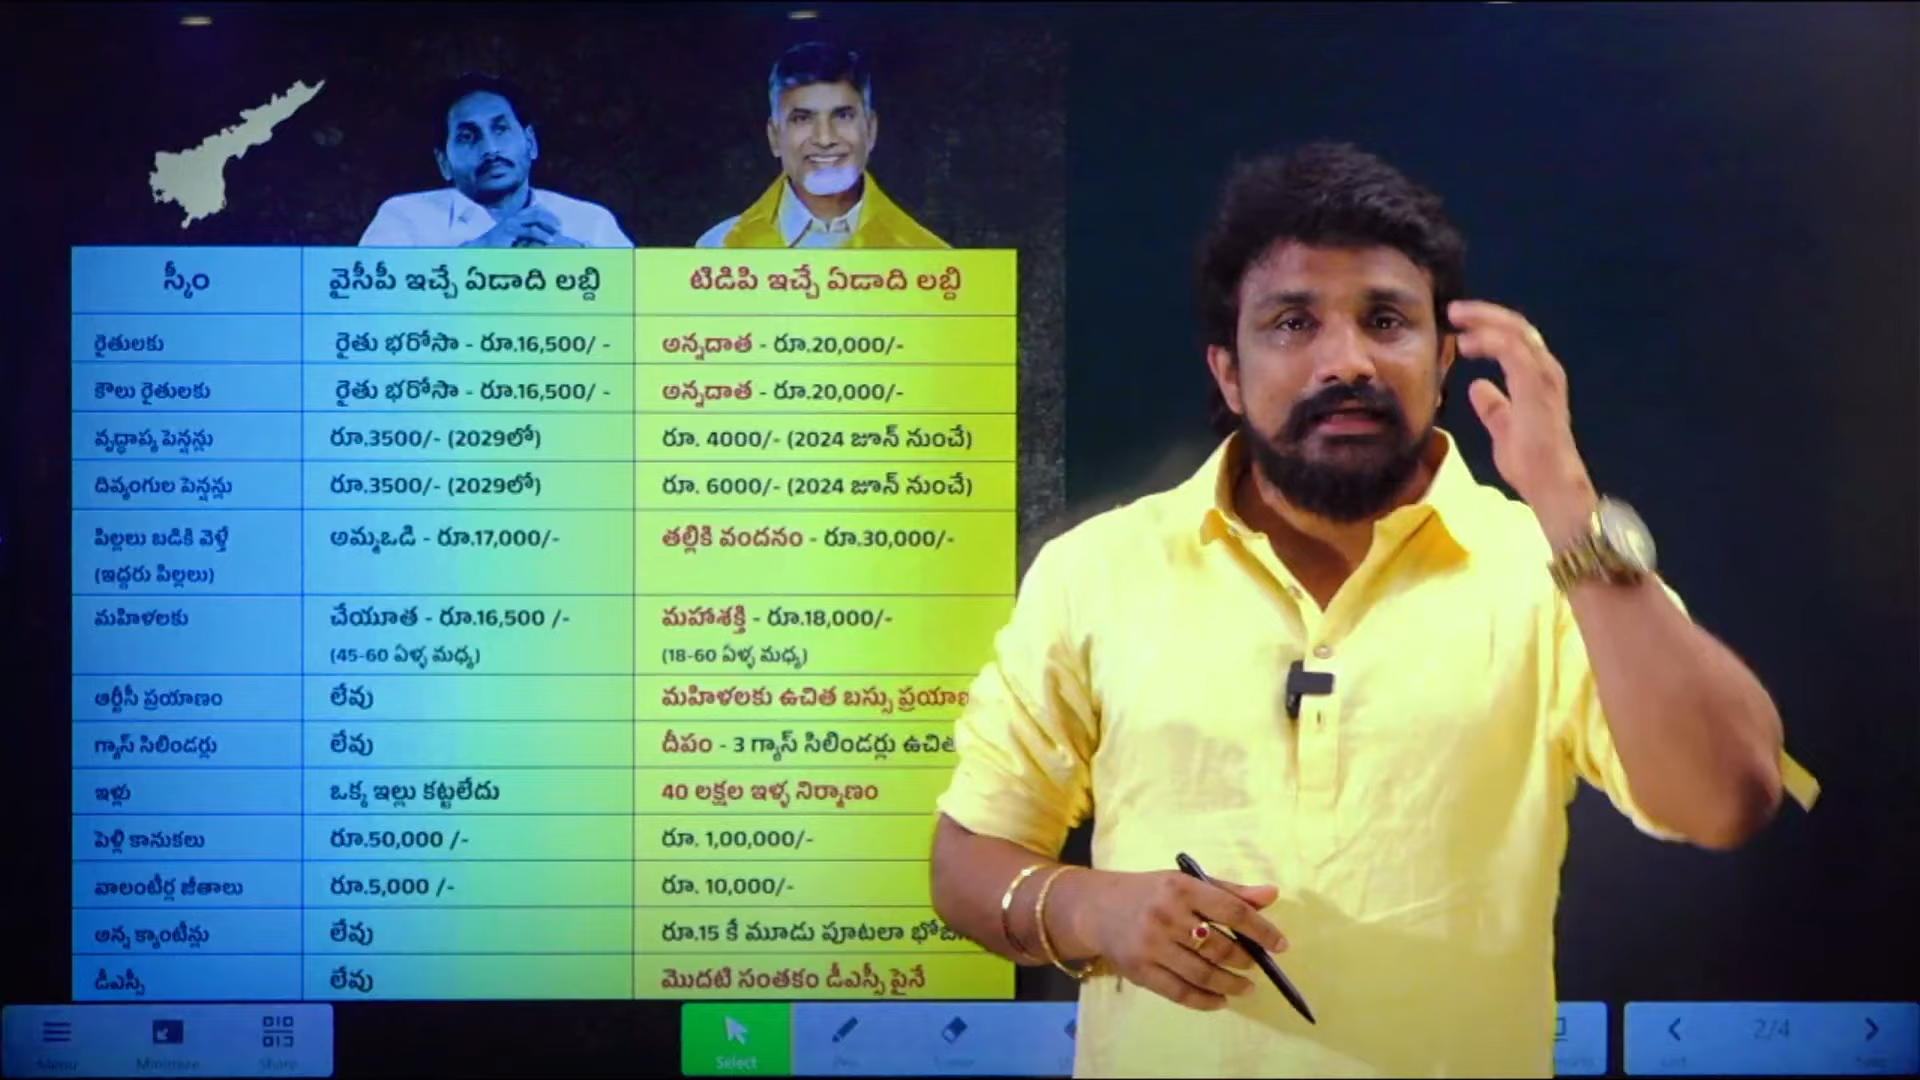 స్కీం వైసీపీ ఇచ్చే ఏడాది లబ్ది టిడిపి ఇచ్చే ఏడాది లబ్ది
రైతులకు రైతు భరోసా - రూ.16,500/ - అన్నదాత - రూ.20,000/-
కౌలు రైతులకు రైతు భరోసా - రూ.16,500/ - అన్నదాత - రూ.20,000/-
వృద్ధాప్య పెన్షన్లు రూ.3500/- (2029లో) రూ. 4000/- (2024 జూన్ నుంచే)
దివ్యంగుల పెన్షన్లు రూ.3500/- (2029లో) రూ. 6000/- (2024 జూన్ నుంచే)
పిల్లలు బడికి వెళ్తే అమ్మఒడి - రూ.17,000/- తల్లికి వందనం - రూ.30,000/-
(ఇద్దరు పిల్లలు)
మహిళలకు చేయూత - రూ.16,500 /- మహాశక్తి - రూ.18,000/-
(45-60 ఏళ్ళ మధ్య) (18-60 ఏళ్ళ మధ్య)
ఆర్టీసీ ప్రయాణం లేవు మహిళలకు ఉచిత బస్సు
గ్యాస్ సిలిండర్లు లేవు దీపం - 3 గ్యాస్ సిలిండర్లు
ఇళ్లు ఒక్క ఇల్లు కట్టలేదు 40 లక్షల ఇళ్ళ నిర్మాణం
పెళ్లి కానుకలు రూ.50,000 /- రూ. 1,00,000/-
వాలంటీర్ల జీతాలు రూ.5,000 /- రూ. 10,000/-
అన్న క్యాంటీన్లు లేవు రూ.15 కే మూడు పూటలా
డీఎస్సీ లేవు మొదటి సంతకం డీఎస్సీ పైనే
Menu Minimize Share Select Pen 2/4